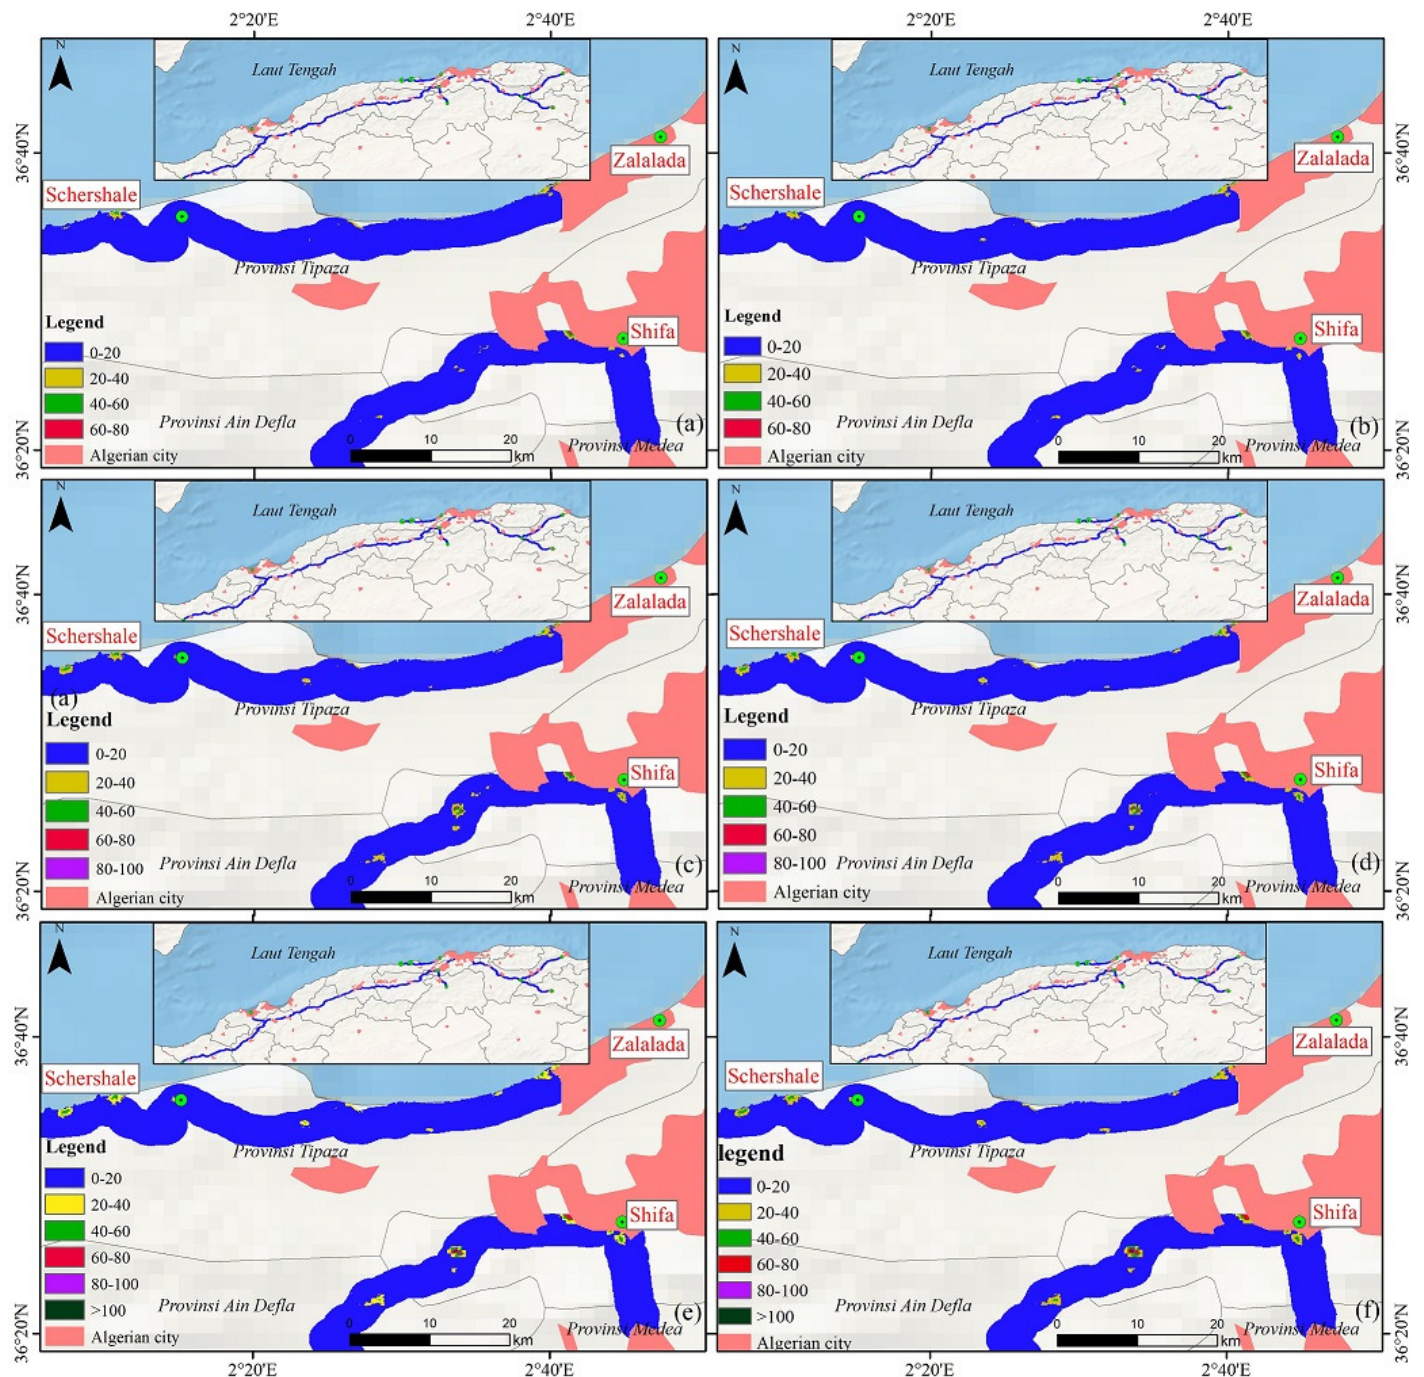 2°20'E 2°40'E 2°20'E 2°40'E
N
Laut Tengah
Zalalada
Schershale
Provinsi Tipaza
Legend
Shifa
0-20
20-40
40-60
60-80
Algerian city
Provinsi Ain Defla
0 10 20
km
Provinsi Medea
(a)
36°40'N
36°20'N
N
Laut Tengah
Zalalada
Schershale
Provinsi Tipaza
Legend
Shifa
0-20
20-40
40-60
60-80
Algerian city
Provinsi Ain Defla
0 10 20
km
Provinsi Medea
(b)
36°40'N
36°20'N
N
Laut Tengah
Zalalada
Schershale
(a)
Provinsi Tipaza
Legend
Shifa
0-20
20-40
40-60
60-80
80-100
Algerian city
Provinsi Ain Defla
0 10 20
km
Provinsi Medea
(c)
36°40'N
36°20'N
N
Laut Tengah
Zalalada
Schershale
Provinsi Tipaza
Legend
Shifa
0-20
20-40
40-60
60-80
80-100
Algerian city
Provinsi Ain Defla
0 10 20
km
Provinsi Medea
(d)
36°40'N
36°20'N
N
Laut Tengah
Zalalada
Schershale
Provinsi Tipaza
Legend
Shifa
0-20
20-40
40-60
60-80
80-100
>100
Algerian city
Provinsi Ain Defla
0 10 20
km
Provinsi Medea
(e)
36°40'N
36°20'N
N
Laut Tengah
Zalalada
Schershale
Provinsi Tipaza
legend
Shifa
0-20
20-40
40-60
60-80
80-100
>100
Algerian city
Provinsi Ain Defla
0 10 20
km
Provinsi Medea
(f)
36°40'N
36°20'N
2°20'E 2°40'E 2°20'E 2°40'E